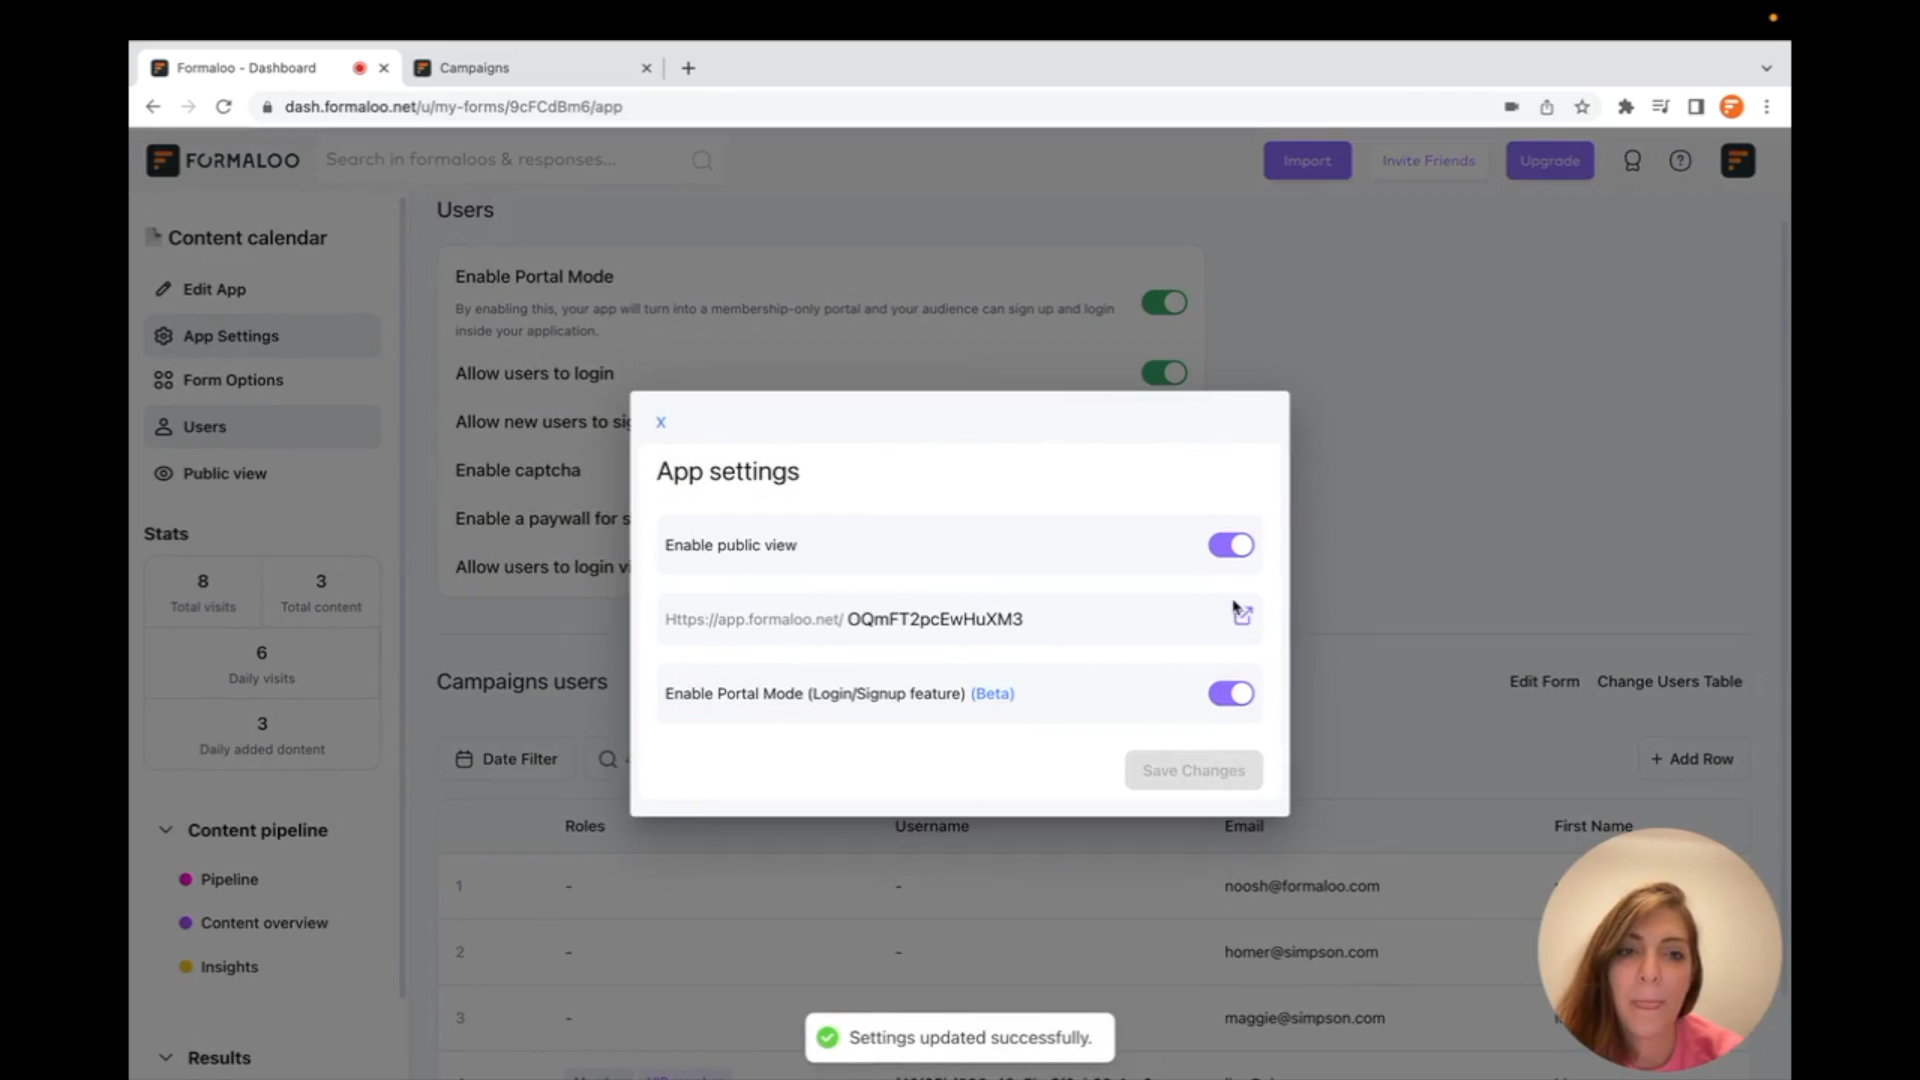 Formaloo - Dashboard
Campaigns
dash.formaloo.net/u/my-forms/9cFCdBm6/app
FORMALOO
Search in formaloos & responses...
Import
Invite Friends
Upgrade
Content calendar
Edit App
App Settings
Form Options
Users
Public view
Stats
8
Total visits
3
Total content
6
Daily visits
3
Daily added dontent
Content pipeline
Pipeline
Content overview
Insights
Results
Users
Enable Portal Mode
By enabling this, your app will turn into a membership-only portal and your audience can sign up and login
inside your application.
Allow users to login
Allow new users to
Enable captcha
Enable a paywall for
Allow users to login
X
App settings
Enable public view
Https://app.formaloo.net/ OQmFT2pcEwHuXM3
Enable Portal Mode (Login/Signup feature) (Beta)
Save Changes
Campaigns users
Edit Form
Change Users Table
Date Filter
+ Add Row
Roles
Username
Email
First Name
1 - - noosh@formaloo.com
2 - - homer@simpson.com
3 - maggie@simpson.com
Settings updated successfully.